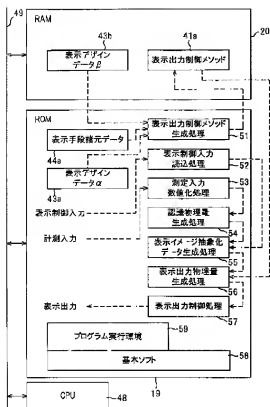 49
RAM
20
43b
41a
表示デザイン
データβ
表示出力制御メソッド
ROM
表示手段諸元データ
44a
表示デザイン
データα
43a
表示出力制御メソッド
生成処理
51
表示制御入力
読込処理
52
測定入力
数値化処理
53
表示制御入力
計測入力
認識物理量
生成処理
54
表示イメージ抽象化
データ生成処理
55
表示出力物理量
生成処理
56
表示出力
表示出力制御処理
57
59
プログラム実行環境
基本ソフト
58
19
CPU
48